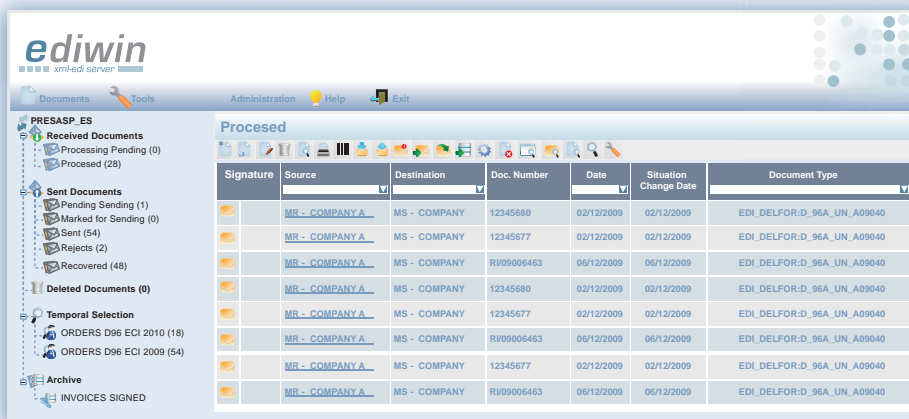 ediwin
xml-edi server
Documents Tools Administration Help Exit
PRESASP_ES
Received Documents
Processing Pending (0)
Procesed (28)
Sent Documents
Pending Sending (1)
Marked for Sending (0)
Sent (54)
Rejects (2)
Recovered (48)
Deleted Documents (0)
Temporal Selection
ORDERS D96 ECI 2010 (18)
ORDERS D96 ECI 2009 (54)
Archive
INVOICES SIGNED
Procesed
Signature Source Destination Doc. Number Date Situation Change Date Document Type
MR - COMPANY A MS - COMPANY 12345680 02/12/2009 02/12/2009 EDI_DELFOR:D_96A_UN_A09040
MR - COMPANY A MS - COMPANY 12345677 02/12/2009 02/12/2009 EDI_DELFOR:D_96A_UN_A09040
MR - COMPANY A MS - COMPANY RI/09006463 06/12/2009 06/12/2009 EDI_DELFOR:D_96A_UN_A09040
MR - COMPANY A MS - COMPANY 12345680 02/12/2009 02/12/2009 EDI_DELFOR:D_96A_UN_A09040
MR - COMPANY A MS - COMPANY 12345677 02/12/2009 02/12/2009 EDI_DELFOR:D_96A_UN_A09040
MR - COMPANY A MS - COMPANY RI/09006463 06/12/2009 06/12/2009 EDI_DELFOR:D_96A_UN_A09040
MR - COMPANY A MS - COMPANY 12345677 02/12/2009 02/12/2009 EDI_DELFOR:D_96A_UN_A09040
MR - COMPANY A MS - COMPANY RI/09006463 06/12/2009 06/12/2009 EDI_DELFOR:D_96A_UN_A09040